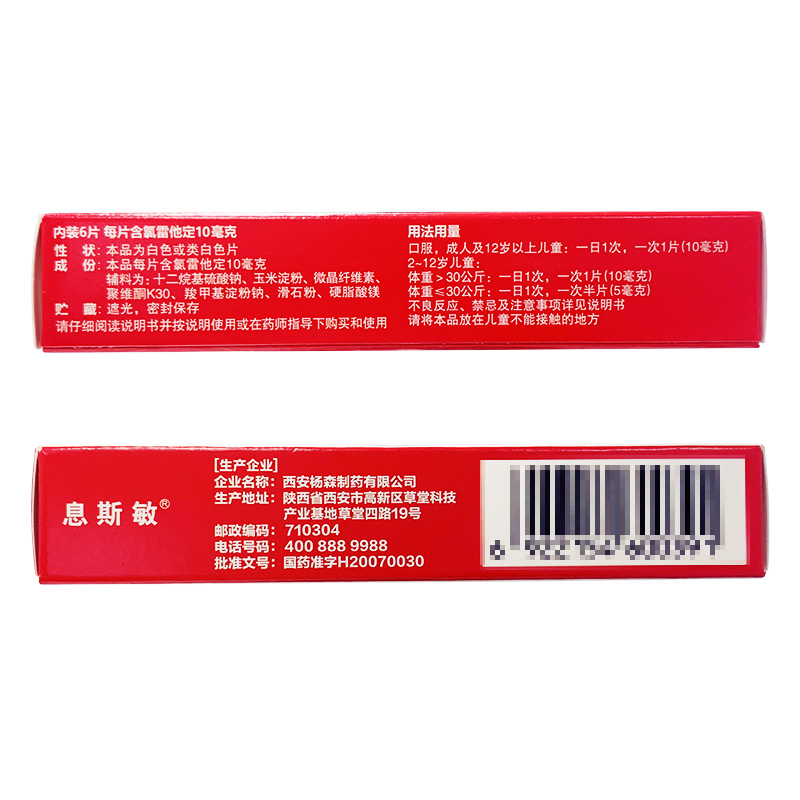 内装6片 每片含氯雷他定10毫克
性 状：本品为白色或类白色片
成 份：本品每片含氯雷他定10毫克
辅料为：十二烷基硫酸钠、玉米淀粉、微晶纤维素、
聚维酮K30、羧甲基淀粉钠、滑石粉、硬脂酸镁
贮 藏：遮光，密封保存
请仔细阅读说明书并按说明使用或在药师指导下购买和使用
用法用量
口服，成人及12岁以上儿童：一日1次，一次1片(10毫克)
2~12岁儿童：
体重＞30公斤：一日1次，一次1片(10毫克)
体重≤30公斤：一日1次，一次半片(5毫克)
不良反应、禁忌及注意事项详见说明书
请将本品放在儿童不能接触的地方
息斯敏®
[生产企业]
企业名称：西安杨森制药有限公司
生产地址：陕西省西安市高新区草堂科技
产业基地草堂四路19号
邮政编码：710304
电话号码：400 888 9988
批准文号：国药准字H20070030